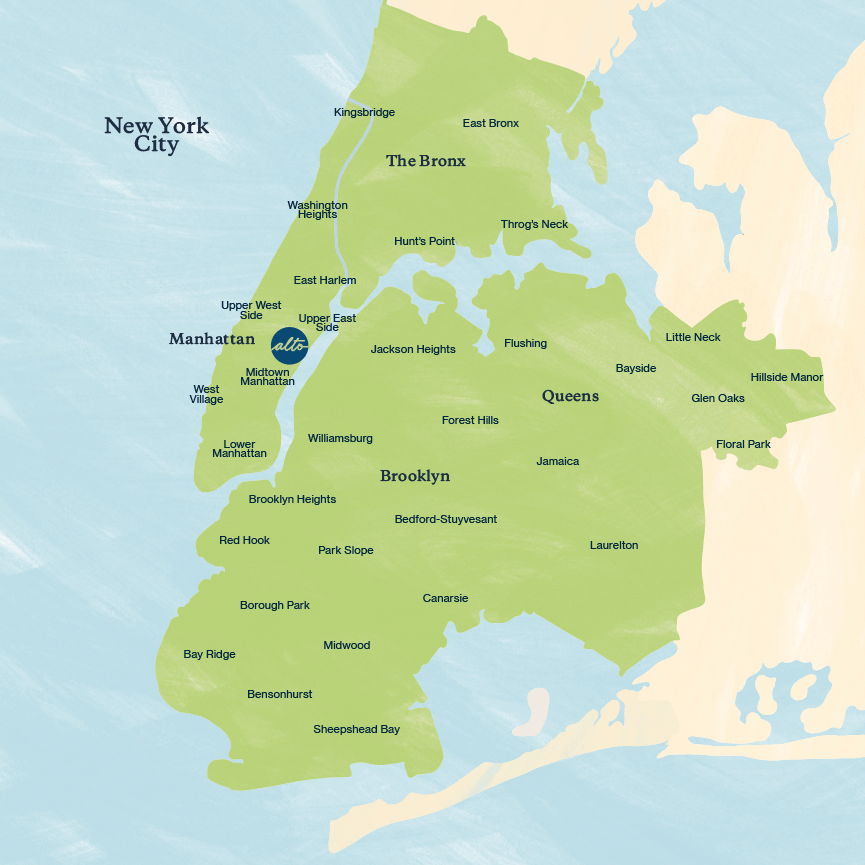 Kingsbridge
New York
City
East Bronx
The Bronx
Washington
Heights
Throg's Neck
Hunt's Point
East Harlem
Upper West
Side
Upper East
Side
Manhattan
alto
Little Neck
Flushing
Jackson Heights
Bayside
Midtown
Manhattan
Hillside Manor
West
Village
Queens
Glen Oaks
Forest Hills
Williamsburg
Lower
Manhattan
Floral Park
Jamaica
Brooklyn
Brooklyn Heights
Bedford-Stuyvesant
Red Hook
Park Slope
Laurelton
Canarsie
Borough Park
Midwood
Bay Ridge
Bensonhurst
Sheepshead Bay